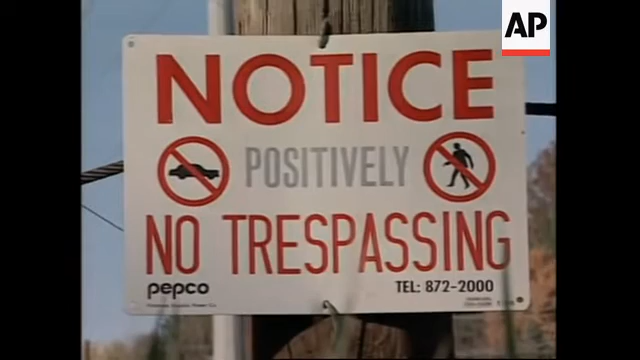 AP
NOTICE
POSITIVELY
NO TRESPASSING
pepco
TEL: 872-2000